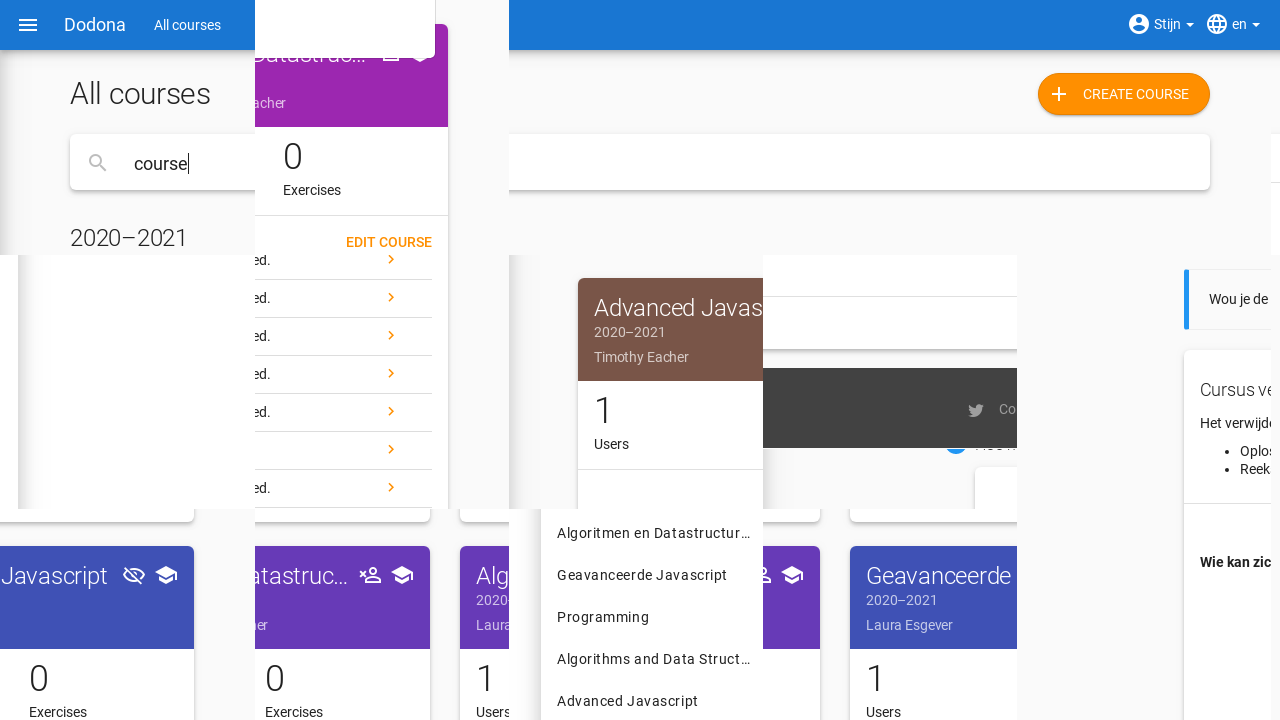 Dodona
All courses
Stijn
en
Datastruc...
acher
All courses
CREATE COURSE
course
0
Exercises
2020–2021
EDIT COURSE
ed.
ed.
ed.
ed.
ed.
ed.
Advanced Javas
2020–2021
Timothy Eacher
1
Users
Co
Wou je de
Cursus ve
Het verwijde
Oplos
Reek
Wie kan zic
Javascript
0
Exercises
atastruc...
her
0
Exercises
Alg
2020-
Laura
1
Users
Algoritmen en Datastructur...
Geavanceerde Javascript
Programming
Algorithms and Data Struct...
Advanced Javascript
Geavanceerde
2020–2021
Laura Esgever
1
Users